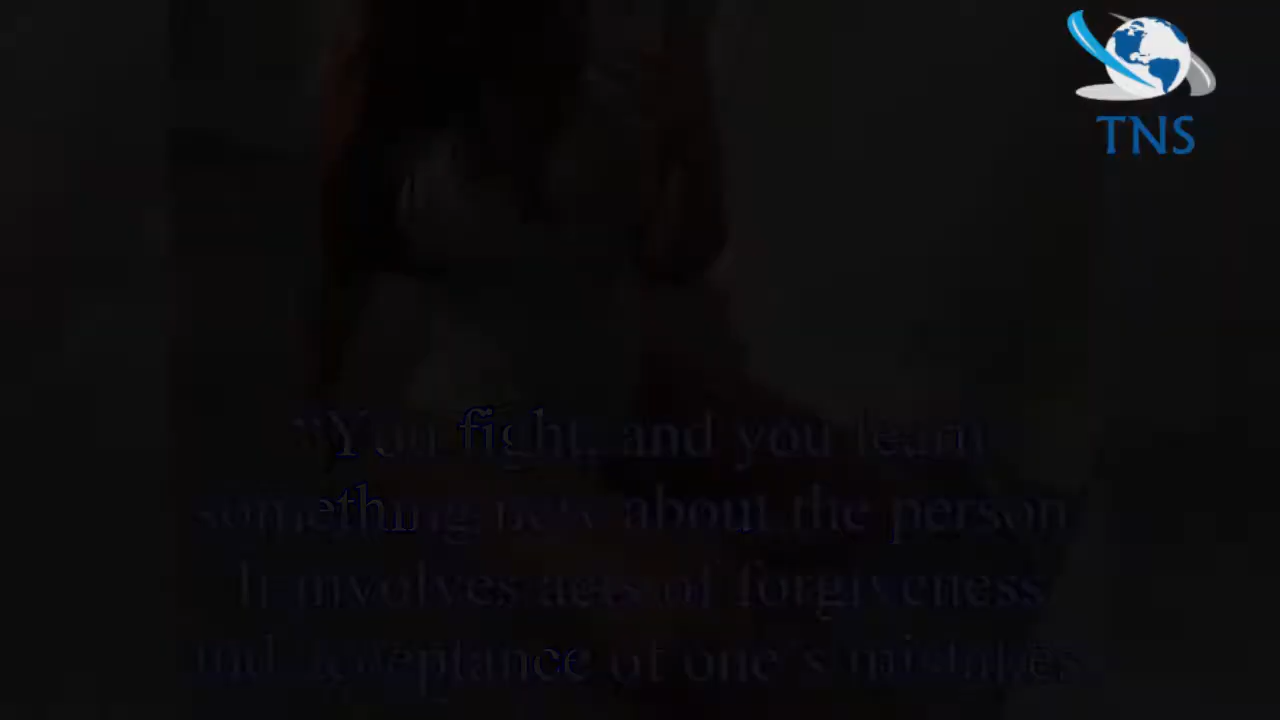 TNS
"You fight, and you learn
something new about the person.
It involves acts of forgiveness
and acceptance of one's mistakes